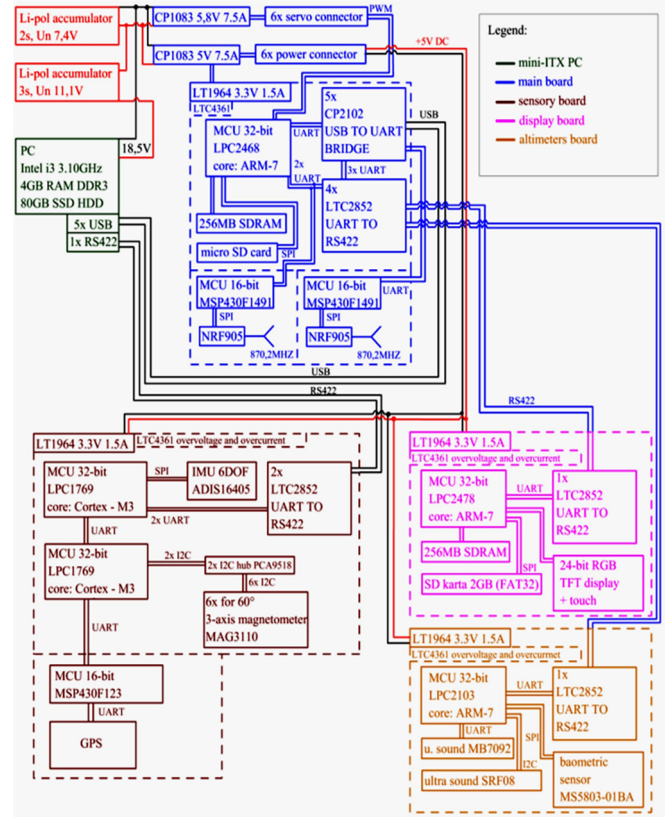 Li-pol accumulator
2s, Un 7,4V
CP1083 5,8V 7.5A
6x servo connector
PWM
Legend:
mini-ITX PC
main board
sensory board
display board
altimeters board
CP1083 5V 7.5A
6x power connector
+5V DC
Li-pol accumulator
3s, Un 11,1V
LT1964 3.3V 1.5A
LTC4361
5x
CP2102
USB TO UART
BRIDGE
USB
MCU 32-bit
LPC2468
core: ARM-7
UART
2x
UART
3x UART
PC
Intel i3 3.10GHz
4GB RAM DDR3
80GB SSD HDD
18,5V
5x USB
1x RS422
4x
LTC2852
UART TO
RS422
256MB SDRAM
micro SD card
SPI
MCU 16-bit
MSP430F1491
SPI
NRF905
870,2MHZ
MCU 16-bit
MSP430F1491
UART
SPI
NRF905
870,2MHZ
USB
RS422
RS422
LT1964 3.3V 1.5A
LTC4361 overvoltage and overcurrent
MCU 32-bit
LPC1769
core: Cortex - M3
SPI
IMU 6DOF
ADIS16405
2x
LTC2852
UART TO
RS422
2x UART
UART
MCU 32-bit
LPC1769
core: Cortex - M3
2x I2C
2x I2C hub PCA9518
6x I2C
6x for 60°
3-axis magnetometer
MAG3110
UART
MCU 16-bit
MSP430F123
UART
GPS
LT1964 3.3V 1.5A
LTC4361 overvoltage and overcurrent
MCU 32-bit
LPC2478
core: ARM-7
UART
1x
LTC2852
UART TO
RS422
256MB SDRAM
SPI
SD karta 2GB (FAT32)
24-bit RGB
TFT display
+ touch
LT1964 3.3V 1.5A
LTC4361 overvoltage and overcurrnet
MCU 32-bit
LPC2103
core: ARM-7
UART
1x
LTC2852
UART TO
RS422
UART
u. sound MB7092
SPI
I2C
ultra sound SRF08
baometric
sensor
MS5803-01BA